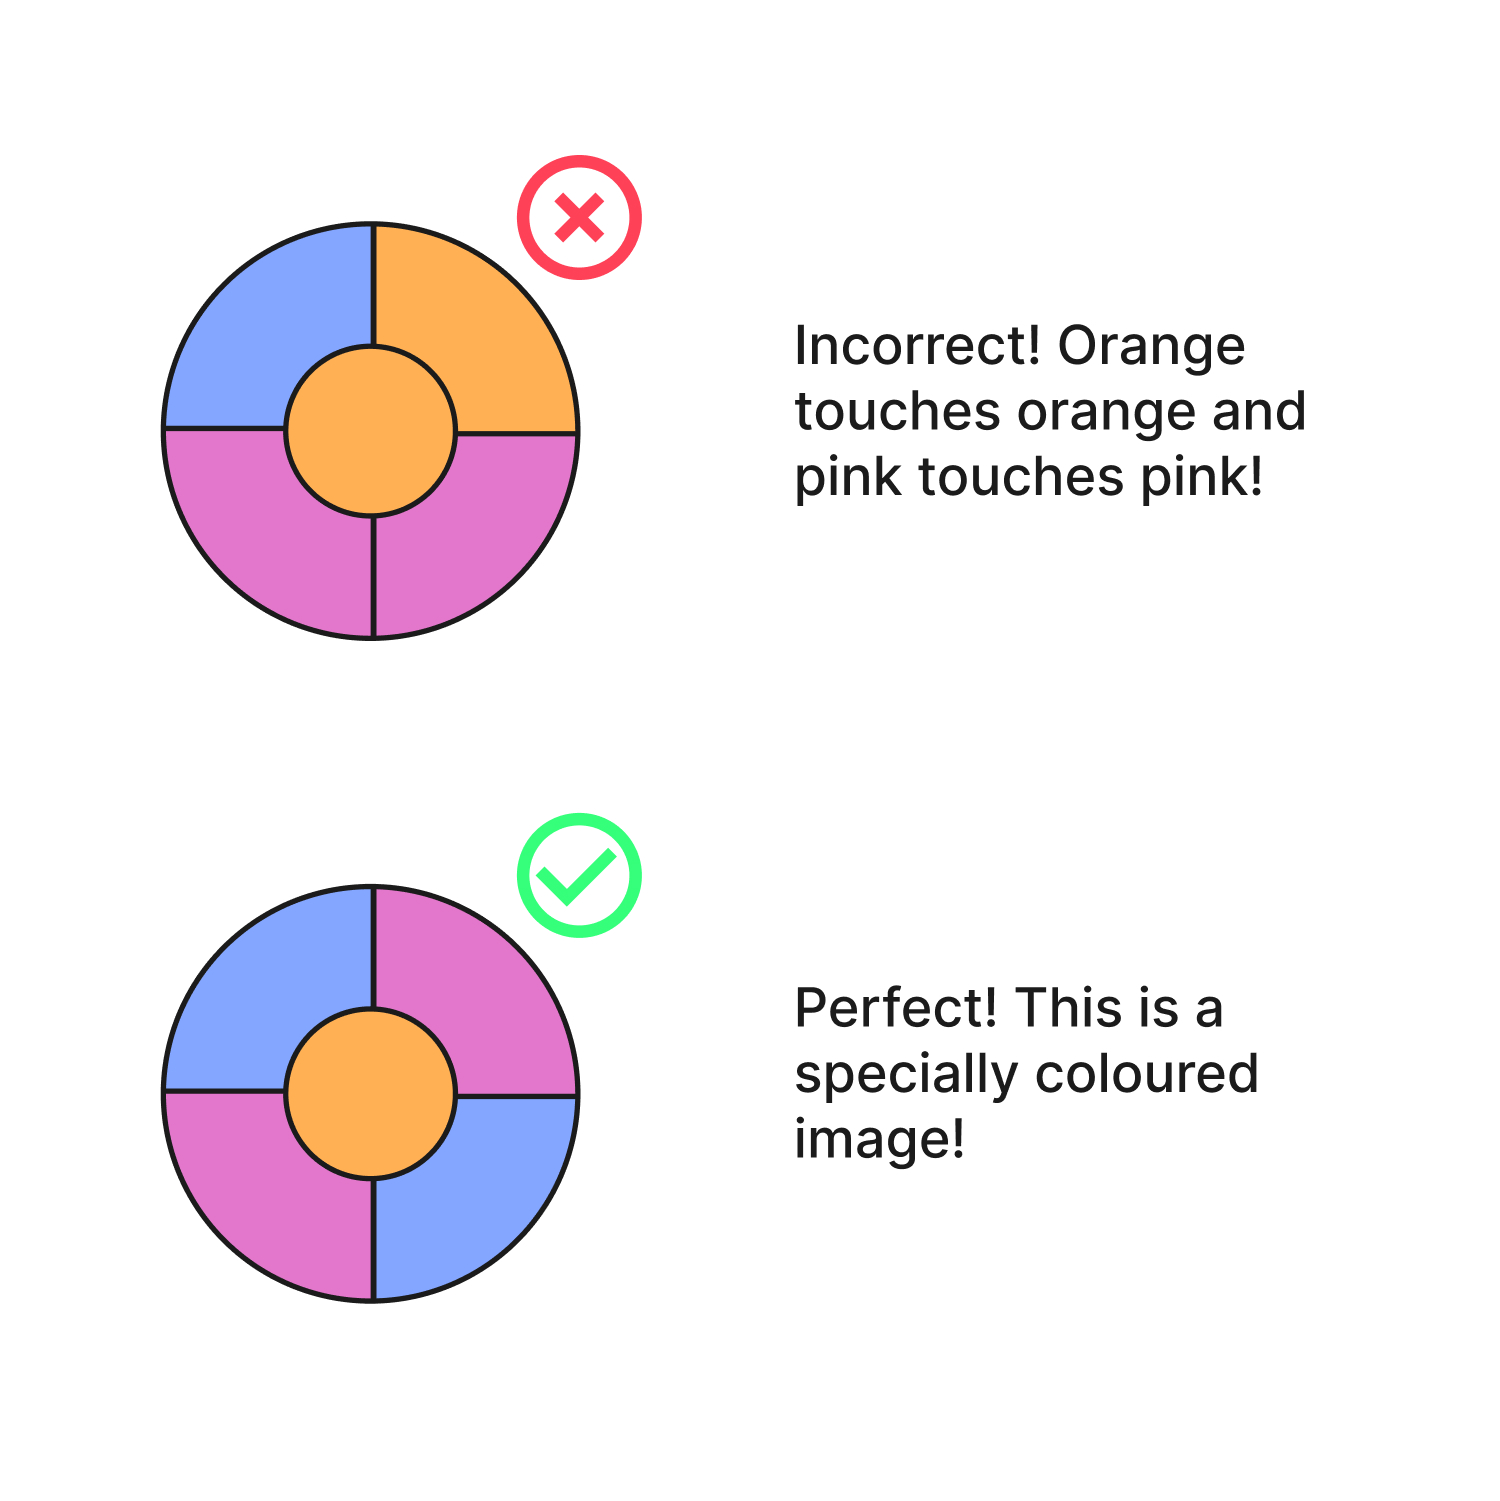 Incorrect! Orange
touches orange and
pink touches pink!
Perfect! This is a
specially coloured
image!